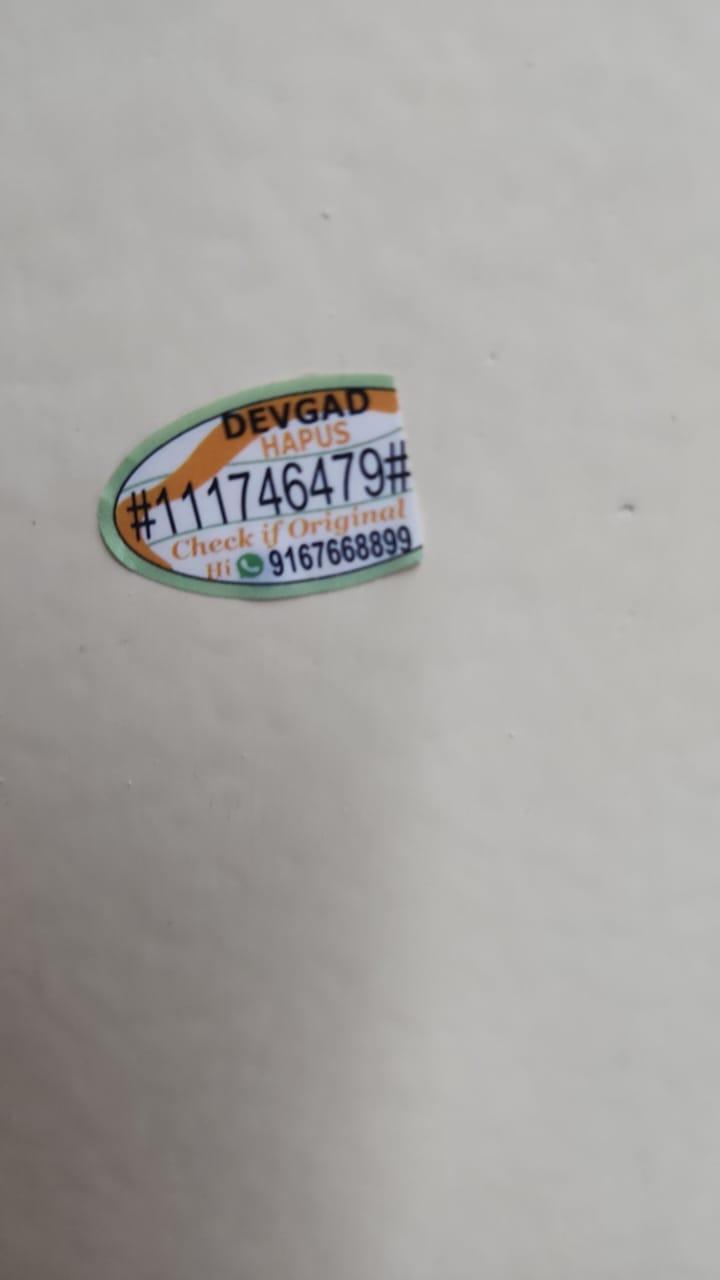 DEVGAD
HAPUS
#111746479#
Check if Original
Hi 9167668899